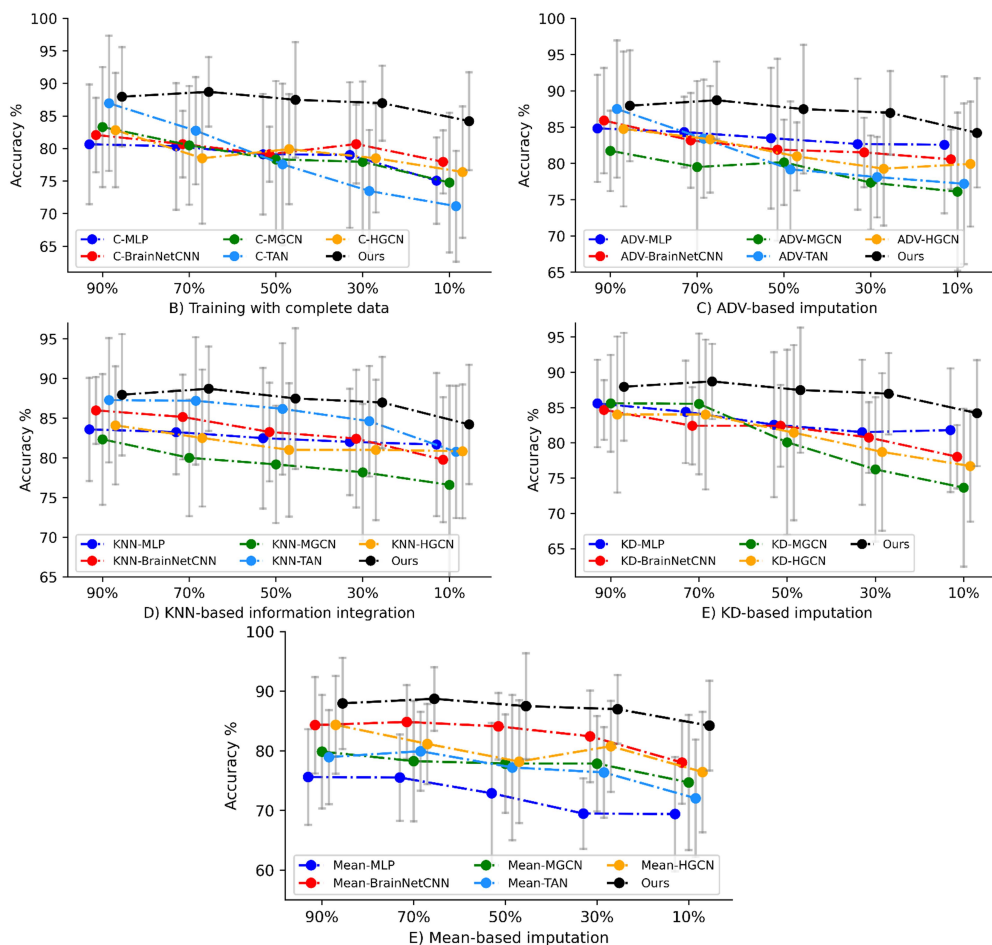 100
95
90
85
80
75
70
65
Accuracy %
C-MLP
C-BrainNetCNN
C-MGCN
C-TAN
C-HGCN
Ours
90% 70% 50% 30% 10%
B) Training with complete data
100
95
90
85
80
75
70
65
Accuracy %
ADV-MLP
ADV-BrainNetCNN
ADV-MGCN
ADV-TAN
ADV-HGCN
Ours
90% 70% 50% 30% 10%
C) ADV-based imputation
95
90
85
80
75
70
65
Accuracy %
KNN-MLP
KNN-BrainNetCNN
KNN-MGCN
KNN-TAN
KNN-HGCN
Ours
90% 70% 50% 30% 10%
D) KNN-based information integration
95
90
85
80
75
70
65
Accuracy %
KD-MLP
KD-BrainNetCNN
KD-MGCN
KD-HGCN
Ours
90% 70% 50% 30% 10%
E) KD-based imputation
100
90
80
70
60
Accuracy %
Mean-MLP
Mean-BrainNetCNN
Mean-MGCN
Mean-TAN
Mean-HGCN
Ours
90% 70% 50% 30% 10%
E) Mean-based imputation